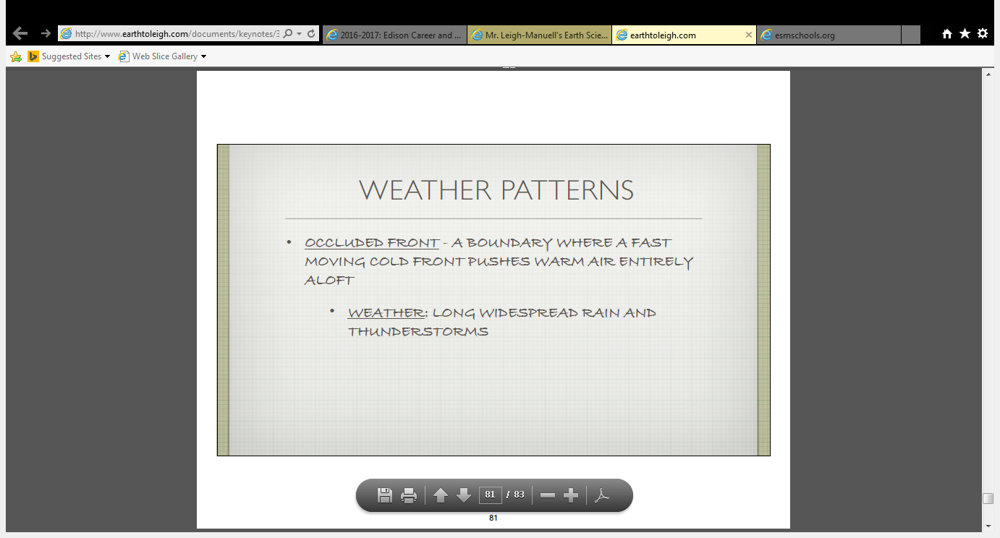 http://www.earthtoleigh.com/documents/keynotes/3
2016-2017: Edison Career and ...
Mr. Leigh-Manuell's Earth Scie...
earthtoleigh.com
esmschools.org
Suggested Sites
Web Slice Gallery
WEATHER PATTERNS
• OCCLUDED FRONT - A BOUNDARY WHERE A FAST
MOVING COLD FRONT PUSHES WARM AIR ENTIRELY
ALOFT
• WEATHER: LONG WIDESPREAD RAIN AND
THUNDERSTORMS
81 / 83
81